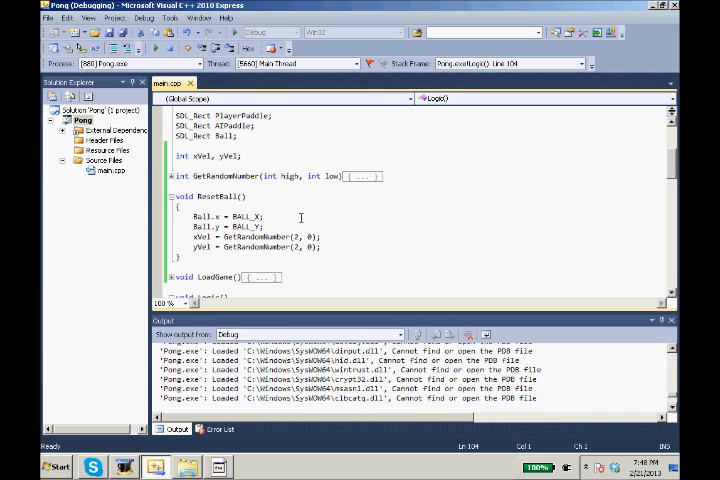 Pong (Debugging) - Microsoft Visual C++ 2010 Express
File Edit View Project Debug Tools Window Help
Debug Win32
Hex
Process: [880] Pong.exe Thread: [5660] Main Thread Stack Frame: Pong.exe!Logic() Line 104
Solution Explorer
main.cpp
(Global Scope) Logic()
Solution 'Pong' (1 project)
Pong
External Dependenc
Header Files
Resource Files
Source Files
main.cpp
SDL_Rect PlayerPaddle;
SDL_Rect AIPaddle;
SDL_Rect Ball;
int xVel, yVel;
int GetRandomNumber(int high, int low){ ... }
void ResetBall()
{
Ball.x = BALL_X;
Ball.y = BALL_Y;
xVel = GetRandomNumber(2, 0);
yVel = GetRandomNumber(2, 0);
}
void LoadGame(){ ... }
void Logic()
100 %
Output
Show output from: Debug
'Pong.exe': Loaded 'C:\Windows\SysWOW64\dinput.dll', Cannot find or open the PDB file
'Pong.exe': Loaded 'C:\Windows\SysWOW64\hid.dll', Cannot find or open the PDB file
'Pong.exe': Loaded 'C:\Windows\SysWOW64\wintrust.dll', Cannot find or open the PDB file
'Pong.exe': Loaded 'C:\Windows\SysWOW64\crypt32.dll', Cannot find or open the PDB file
'Pong.exe': Loaded 'C:\Windows\SysWOW64\msasn1.dll', Cannot find or open the PDB file
'Pong.exe': Loaded 'C:\Windows\SysWOW64\clbcatq.dll', Cannot find or open the PDB file
Output Error List
Ready Ln 104 Col 1 Ch 1 INS
Start 100% 7:48 PM
2/21/2013